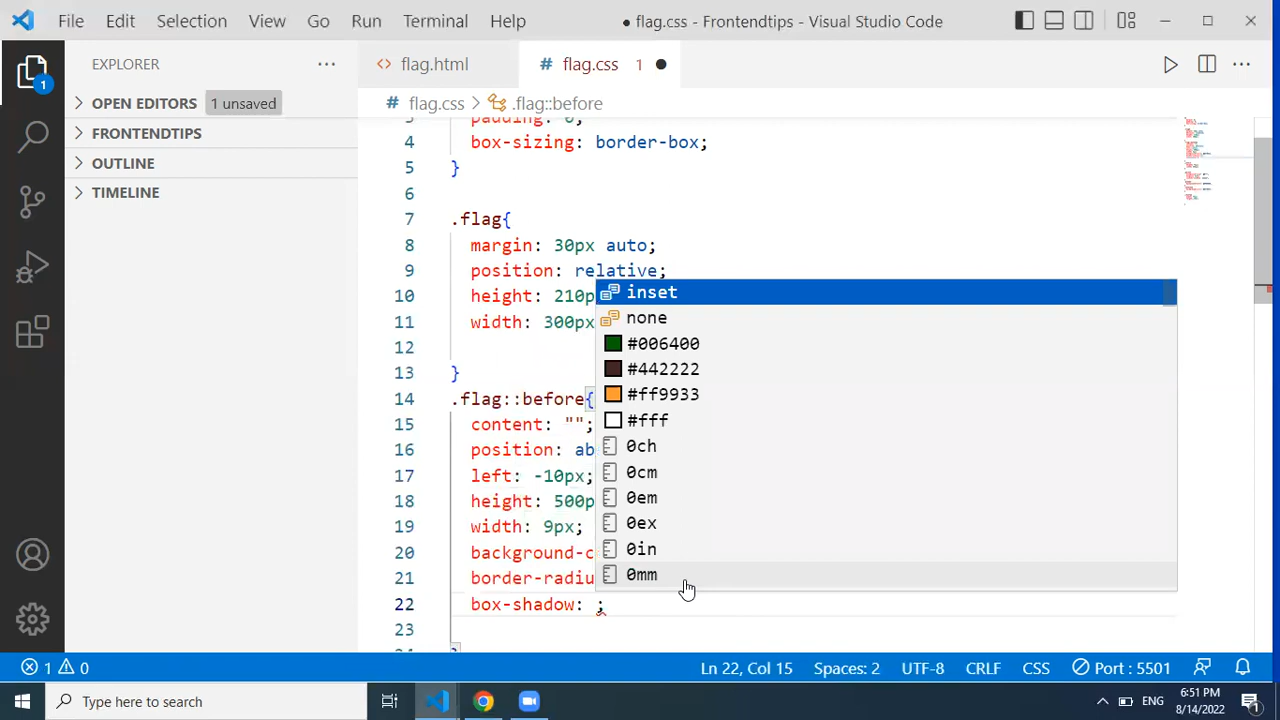 File Edit Selection View Go Run Terminal Help ● flag.css - Frontendtips - Visual Studio Code
EXPLORER ···
1
OPEN EDITORS 1 unsaved
FRONTENDTIPS
OUTLINE
TIMELINE
<> flag.html # flag.css 1 ●
# flag.css > .flag::before
3 padding: 0;
4 box-sizing: border-box;
5 }
6
7 .flag{
8 margin: 30px auto;
9 position: relative;
10 height: 210p
11 width: 300px
12
13 }
14 .flag::before{
15 content: "";
16 position: ab
17 left: -10px;
18 height: 500p
19 width: 9px;
20 background-c
21 border-radiu
22 box-shadow: ;
23
}
inset
none
#006400
#442222
#ff9933
#fff
0ch
0cm
0em
0ex
0in
0mm
1 0 Ln 22, Col 15 Spaces: 2 UTF-8 CRLF CSS Port : 5501
Type here to search ENG 6:51 PM
8/14/2022 1